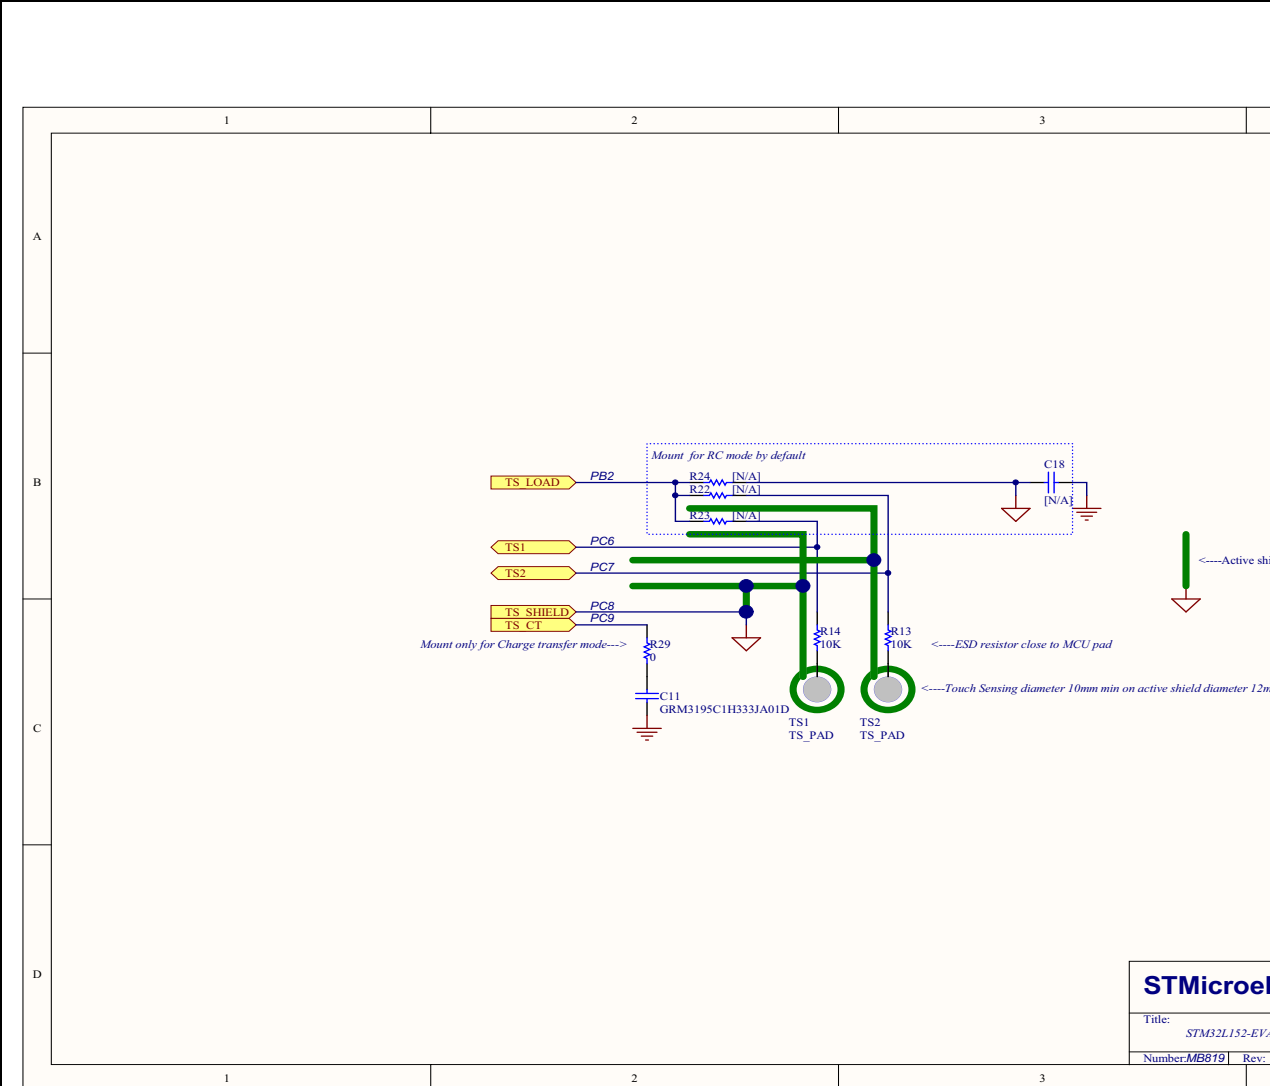 1 2 3
A
Mount for RC mode by default
C18
R24 [N/A]
TS_LOAD PB2
B
R22 [N/A]
[N/A]
R23 [N/A]
TS1 PC6
<----Active shi
TS2 PC7
TS_SHIELD PC8
TS_CT PC9
R14 R13
10K 10K
Mount only for Charge transfer mode--->
R29
0
<----ESD resistor close to MCU pad
<----Touch Sensing diameter 10mm min on active shield diameter 12m
C11
GRM3195C1H333JA01D
TS1 TS2
TS_PAD TS_PAD
C
D
STMicroel
Title:
STM32L152-EVA
Number:MB819 Rev:
1 2 3